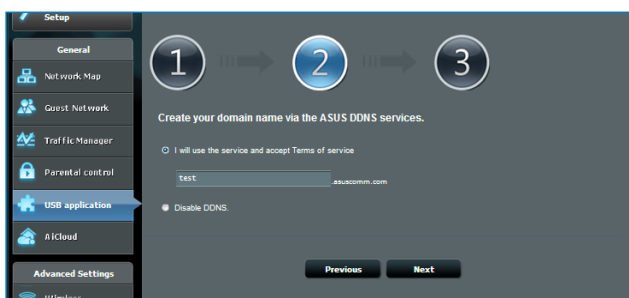 Setup
General
Network Map
Guest Network
Traffic Manager
Parental control
USB application
AiCloud
Advanced Settings
Wireless
1
2
3
Create your domain name via the ASUS DDNS services.
I will use the service and accept Terms of service
test
.asuscomm.com
Disable DDNS.
Previous
Next